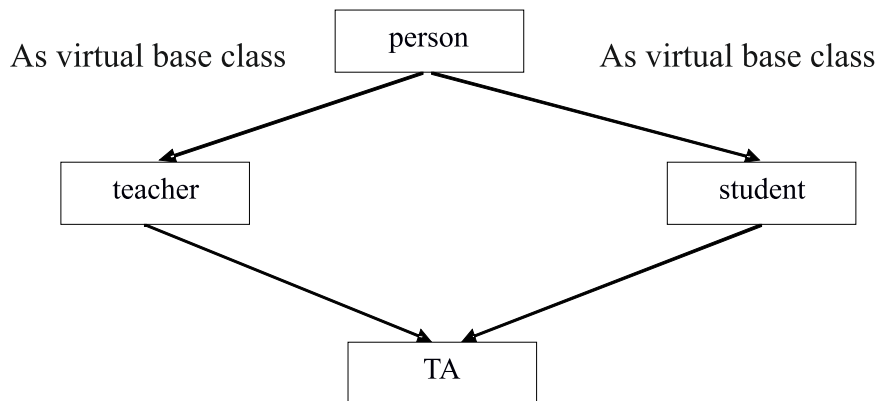 person
As virtual base class
As virtual base class
teacher
student
TA